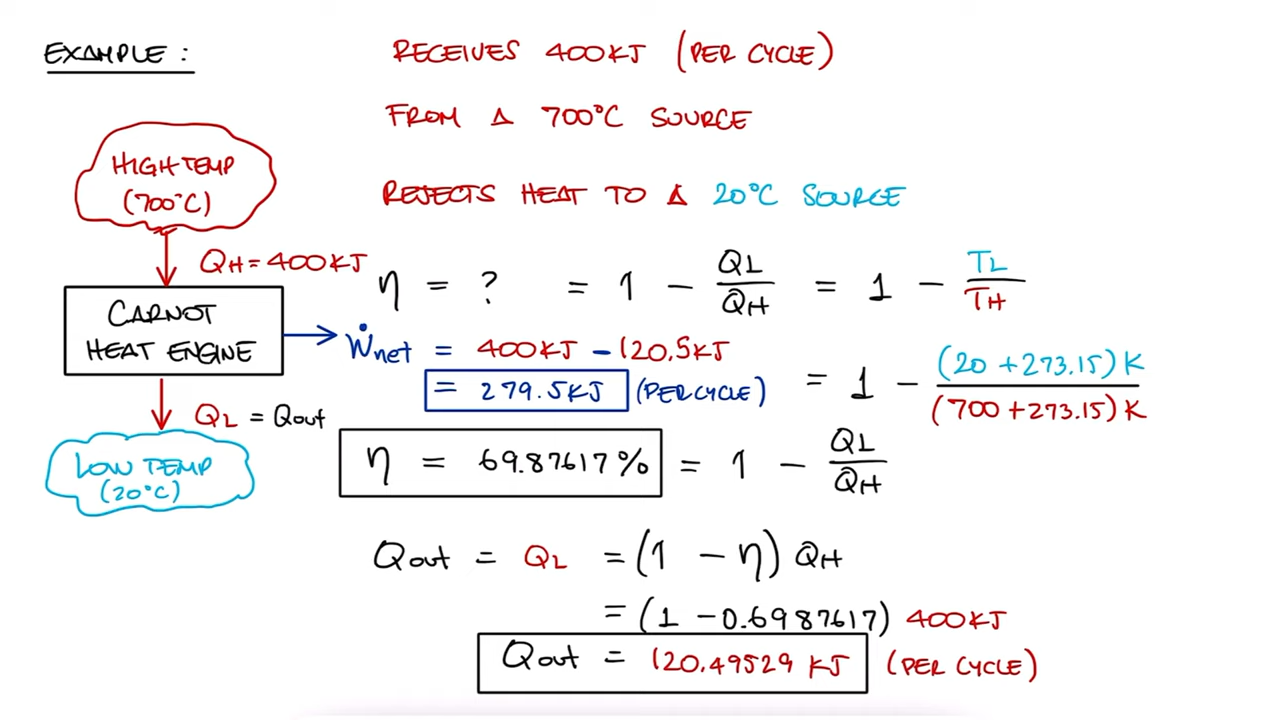 EXAMPLE :
RECEIVES 400KJ (PER CYCLE)
FROM A 700°C SOURCE
REJECTS HEAT TO A 20°C SOURCE
HIGH TEMP
(700°C)
QH = 400KJ
CARNOT
HEAT ENGINE
QL = Qout
LOW TEMP
(20°C)
η = ? = 1 - QL/QH = 1 - TL/TH
Ẇnet = 400KJ - 120.5KJ
= 279.5KJ (PER CYCLE)
= 1 - (20 + 273.15) K / (700 + 273.15) K
η = 69.87617% = 1 - QL/QH
Qout = QL = (1 - η) QH
= (1 - 0.6987617) 400KJ
Qout = 120.49529 KJ (PER CYCLE)